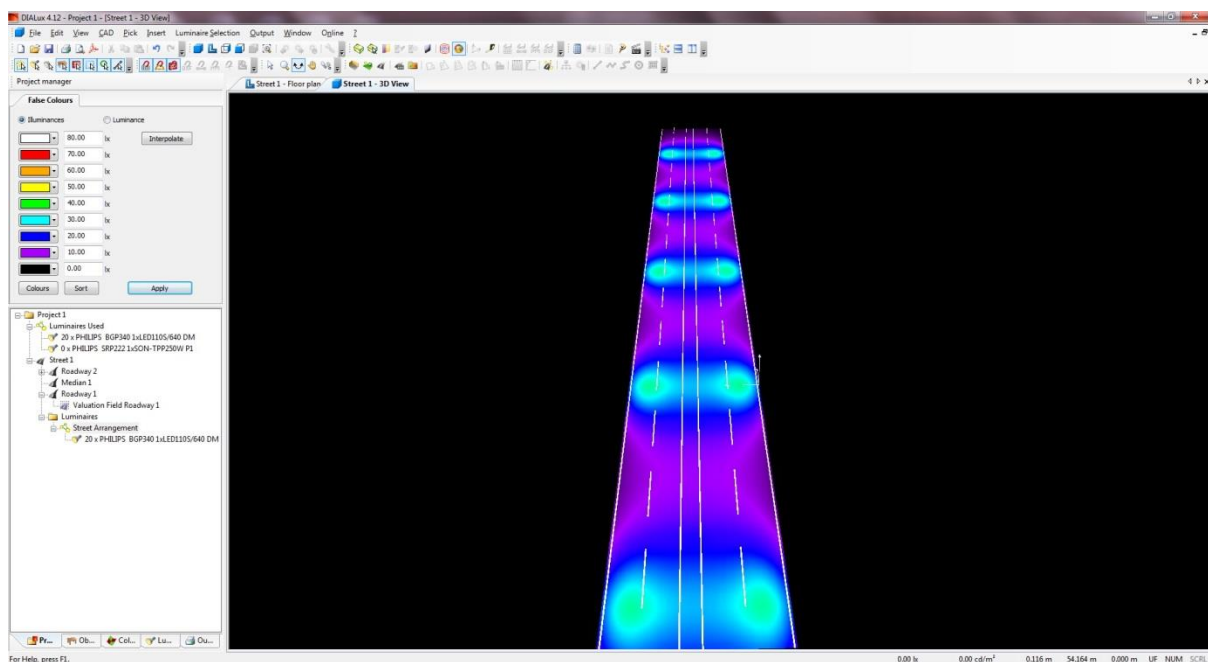 DIALux 4.12 - Project 1 - [Street 1 - 3D View]
File Edit View CAD Pick Insert Luminaire Selection Output Window Online ?
Project manager
Street 1 - Floor plan Street 1 - 3D View
False Colours
Illuminances Luminance
80.00 lx Interpolate
70.00 lx
60.00 lx
50.00 lx
40.00 lx
30.00 lx
20.00 lx
10.00 lx
0.00 lx
Colours Sort Apply
Project 1
Luminaires Used
20 x PHILIPS BGP340 1xLED110S/640 DM
0 x PHILIPS SRP222 1xSON-TPP250W P1
Street 1
Roadway 2
Median 1
Roadway 1
Valuation Field Roadway 1
Luminaires
Street Arrangement
20 x PHILIPS BGP340 1xLED110S/640 DM
Pr... Ob... Col... Lu... Ou...
For Help, press F1. 0.00 lx 0.00 cd/m² 0.116 m 54.164 m 0.000 m UF NUM SCRL